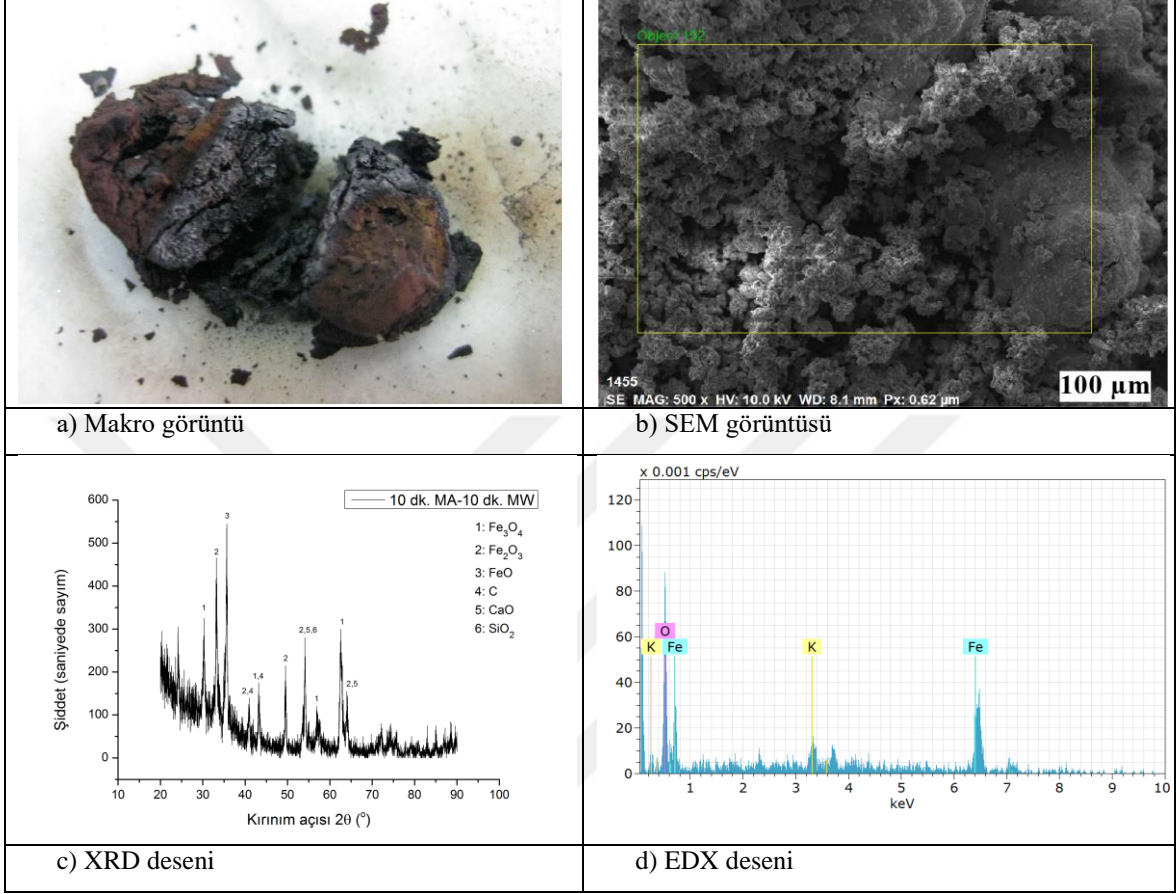 Object 192
1455
SE MAG: 500 x HV: 10.0 kV WD: 8.1 mm Px: 0.62 µm
100 µm
a) Makro görüntü
b) SEM görüntüsü
600
500
400
300
200
100
0
10 20 30 40 50 60 70 80 90 100
Şiddet (saniyede sayım)
Kırınım açısı 2θ (°)
10 dk. MA-10 dk. MW
1: Fe₃O₄
2: Fe₂O₃
3: FeO
4: C
5: CaO
6: SiO₂
1
2
3
2,4
1,4
2
2,5,6
1
1
2,5
x 0.001 cps/eV
120
100
80
60
40
20
0
K
O
Fe
K
Fe
1 2 3 4 5 6 7 8 9 10
keV
c) XRD deseni
d) EDX deseni